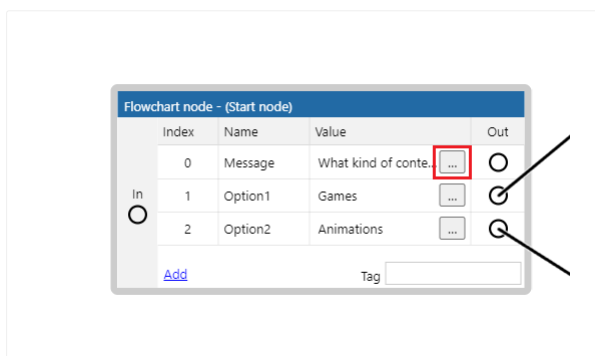 Flowchart node - (Start node)
Index Name Value Out
0 Message What kind of conte... ...
In 1 Option1 Games ...
2 Option2 Animations ...
Add Tag